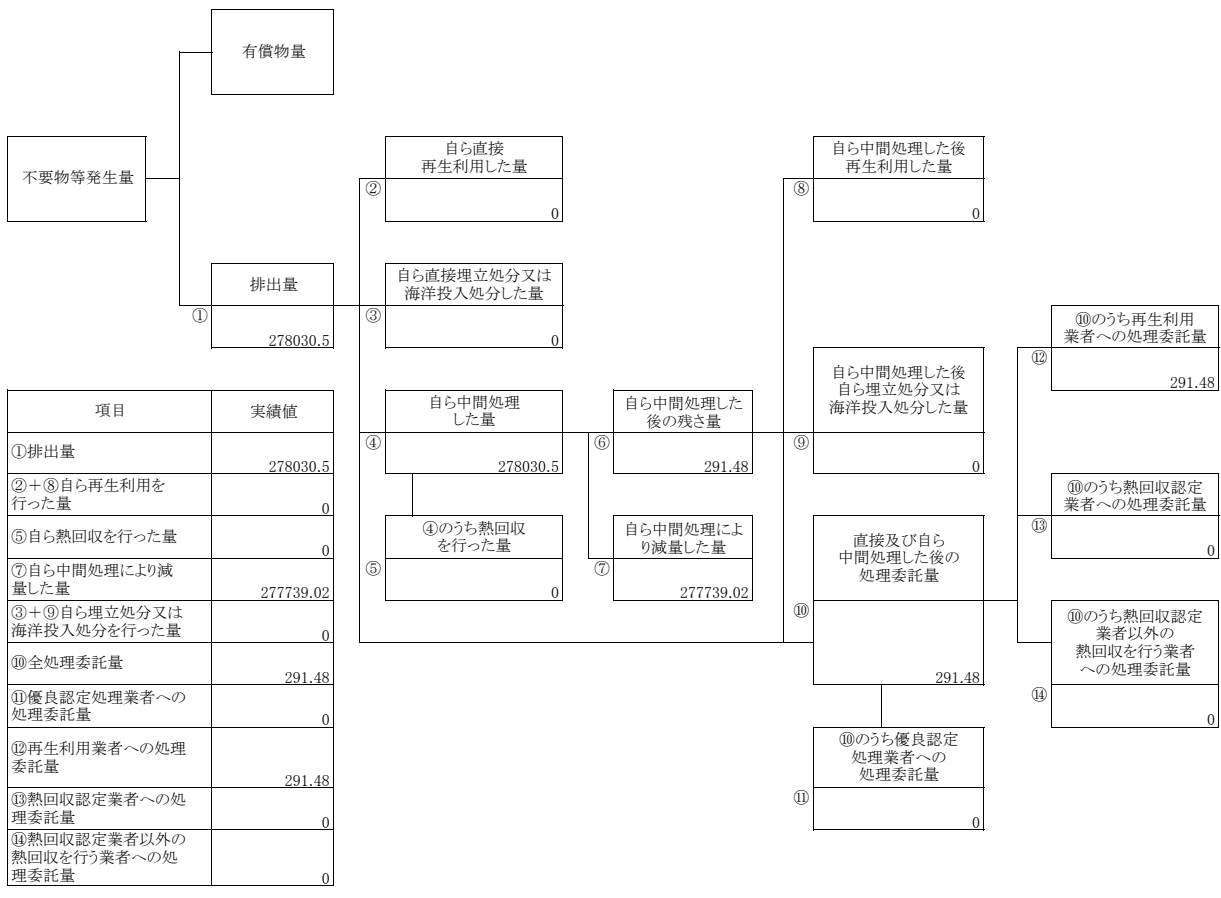 有償物量
不要物等発生量
排出量
①
278030.5
自ら直接
再生利用した量
②
0
自ら直接埋立処分又は
海洋投入処分した量
③
0
自ら中間処理
した量
④
278030.5
④のうち熱回収
を行った量
⑤
0
自ら中間処理した
後の残さ量
⑥
291.48
自ら中間処理によ
り減量した量
⑦
277739.02
自ら中間処理した後
再生利用した量
⑧
0
自ら中間処理した後
自ら埋立処分又は
海洋投入処分した量
⑨
0
直接及び自ら
中間処理した後の
処理委託量
⑩
291.48
⑩のうち優良認定
処理業者への
処理委託量
⑪
0
⑩のうち再生利用
業者への処理委託量
⑫
291.48
⑩のうち熱回収認定
業者への処理委託量
⑬
0
⑩のうち熱回収認定
業者以外の
熱回収を行う業者
への処理委託量
⑭
0
項目 実績値
①排出量
278030.5
②＋⑧自ら再生利用を
行った量
0
⑤自ら熱回収を行った量
0
⑦自ら中間処理により減
量した量
277739.02
③＋⑨自ら埋立処分又は
海洋投入処分を行った量
0
⑩全処理委託量
291.48
⑪優良認定処理業者への
処理委託量
0
⑫再生利用業者への処理
委託量
291.48
⑬熱回収認定業者への処
理委託量
0
⑭熱回収認定業者以外の
熱回収を行う業者への処
理委託量
0